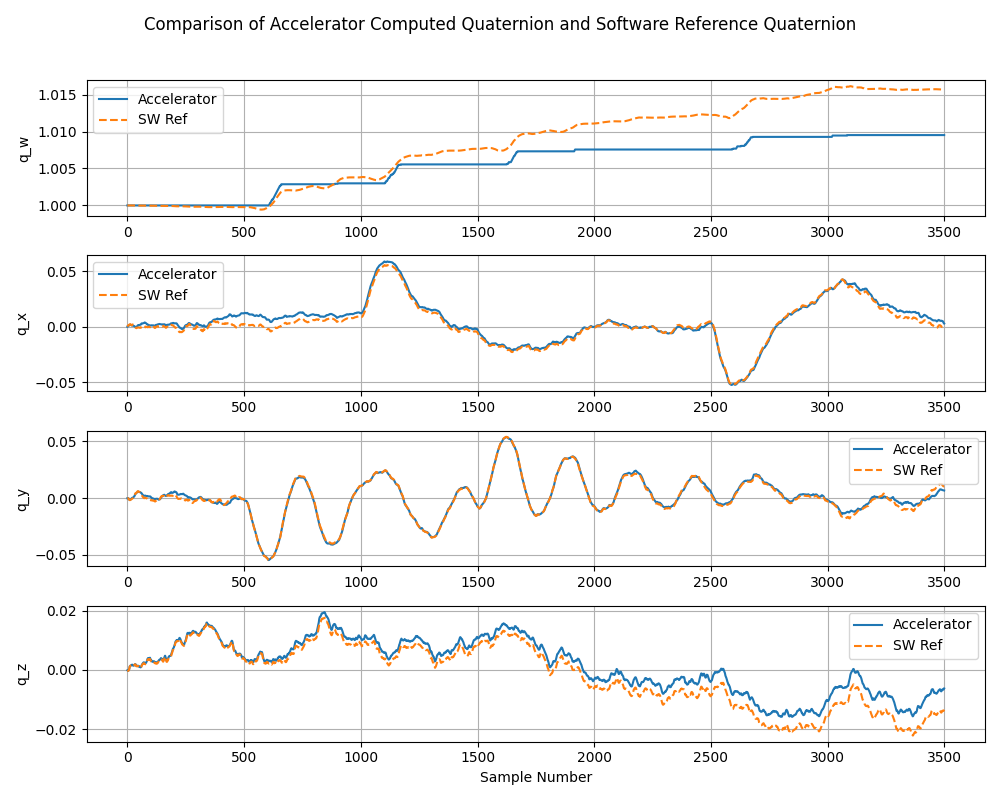 Comparison of Accelerator Computed Quaternion and Software Reference Quaternion
1.015
1.010
1.005
1.000
q_w
Accelerator
SW Ref
0 500 1000 1500 2000 2500 3000 3500
0.05
0.00
−0.05
q_x
Accelerator
SW Ref
0 500 1000 1500 2000 2500 3000 3500
0.05
0.00
−0.05
q_y
Accelerator
SW Ref
0 500 1000 1500 2000 2500 3000 3500
0.02
0.00
−0.02
q_z
Accelerator
SW Ref
0 500 1000 1500 2000 2500 3000 3500
Sample Number